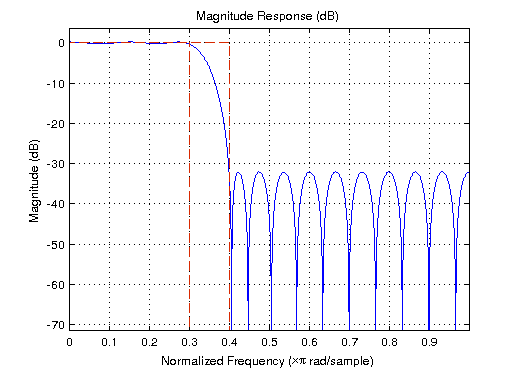 Magnitude Response (dB)
0
-10
-20
-30
-40
-50
-60
-70
Magnitude (dB)
0 0.1 0.2 0.3 0.4 0.5 0.6 0.7 0.8 0.9
Normalized Frequency (×π rad/sample)